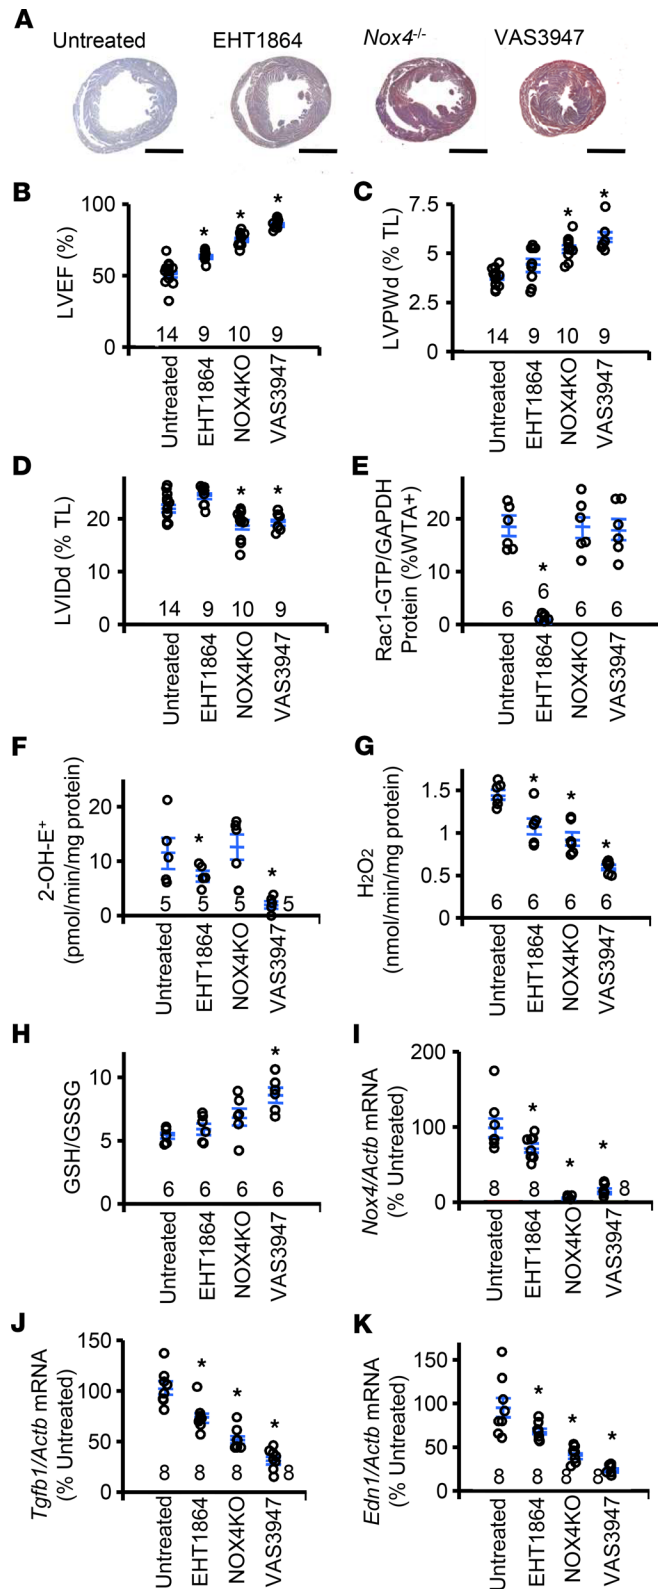 A
Untreated EHT1864 Nox4-/- VAS3947
B
LVEF (%)
100
50
0
14 9 10 9
* * *
Untreated
EHT1864
NOX4KO
VAS3947
C
LVPWd (% TL)
7.5
5
2.5
0
14 9 10 9
* *
Untreated
EHT1864
NOX4KO
VAS3947
D
LVIDd (% TL)
20
10
0
14 9 10 9
* *
Untreated
EHT1864
NOX4KO
VAS3947
E
Rac1-GTP/GAPDH
Protein (%WTA+)
20
10
0
*
6 6 6 6
Untreated
EHT1864
NOX4KO
VAS3947
F
2-OH-E+
(pmol/min/mg protein)
20
10
0
* *
5 5 5 5
Untreated
EHT1864
NOX4KO
VAS3947
G
H2O2
(nmol/min/mg protein)
1.5
1
0.5
0
* * *
6 6 6 6
Untreated
EHT1864
NOX4KO
VAS3947
H
GSH/GSSG
10
5
0
*
6 6 6 6
Untreated
EHT1864
NOX4KO
VAS3947
I
Nox4/Actb mRNA
(% Untreated)
200
100
0
* * *
8 8 8
Untreated
EHT1864
NOX4KO
VAS3947
J
Tgfb1/Actb mRNA
(% Untreated)
150
100
50
0
* * *
8 8 8 8
Untreated
EHT1864
NOX4KO
VAS3947
K
Edn1/Actb mRNA
(% Untreated)
150
100
50
0
* * *
8 8 8 8
Untreated
EHT1864
NOX4KO
VAS3947